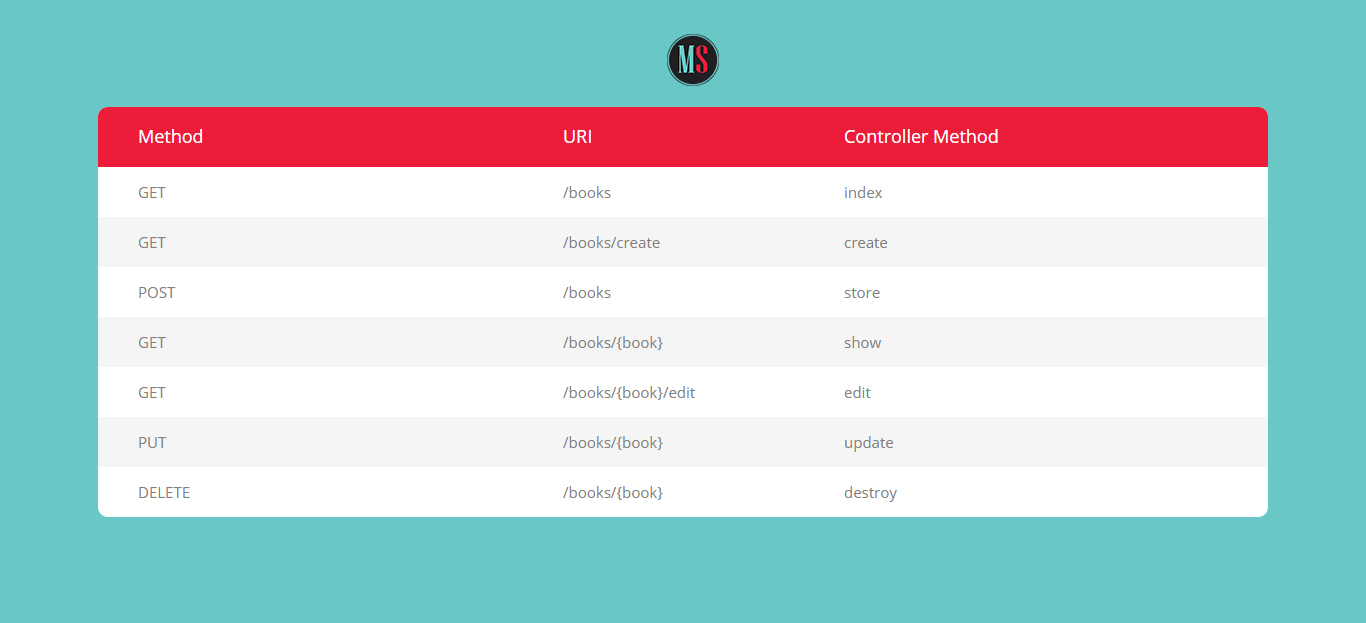 MS
Method URI Controller Method
GET /books index
GET /books/create create
POST /books store
GET /books/{book} show
GET /books/{book}/edit edit
PUT /books/{book} update
DELETE /books/{book} destroy